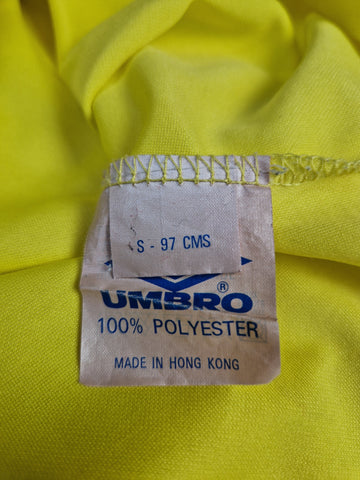 S - 97 CMS
UMBRO®
100% POLYESTER
MADE IN HONG KONG